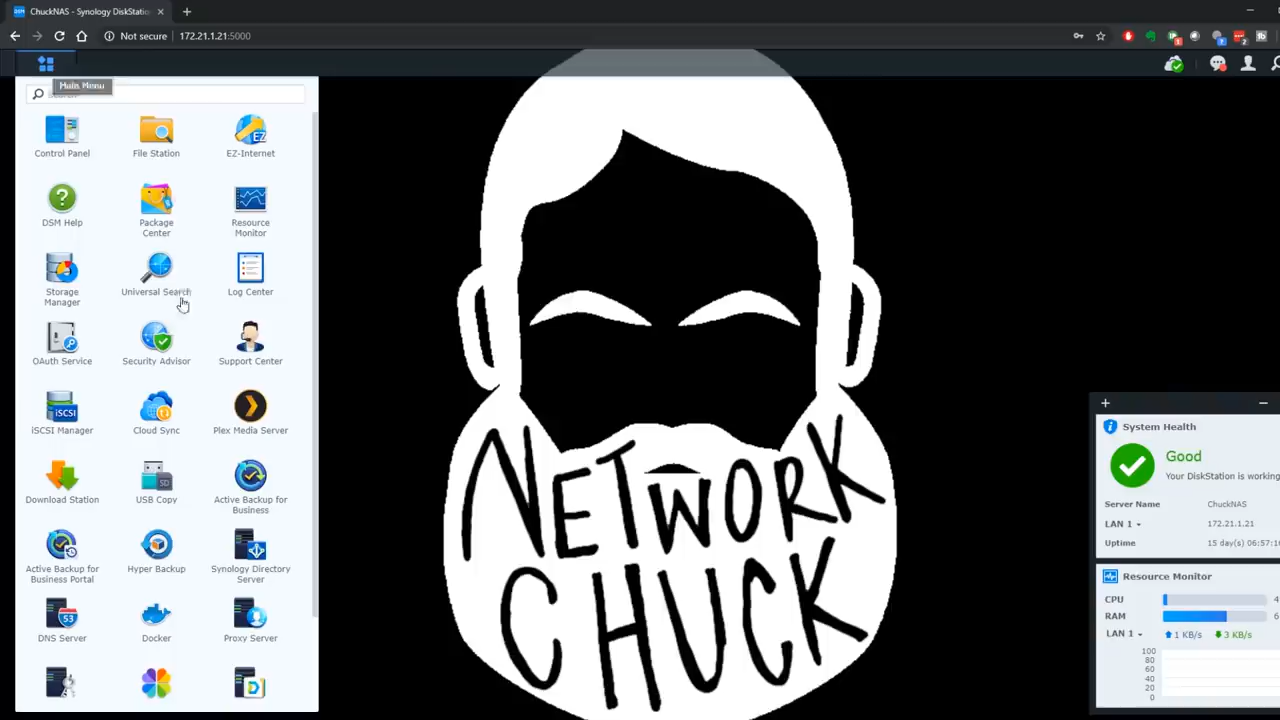 ChuckNAS - Synology DiskStatio
Not secure 172.21.1.21:5000
Main Menu
Control Panel
File Station
EZ-Internet
DSM Help
Package Center
Resource Monitor
Storage Manager
Universal Search
Log Center
OAuth Service
Security Advisor
Support Center
iSCSI Manager
Cloud Sync
Plex Media Server
Download Station
USB Copy
Active Backup for Business
Active Backup for Business Portal
Hyper Backup
Synology Directory Server
DNS Server
Docker
Proxy Server
NETWORK
CHUCK
System Health
Good
Your DiskStation is working
Server Name ChuckNAS
LAN 1 172.21.1.21
Uptime 15 day(s) 06:57:1
Resource Monitor
CPU 4
RAM 6
LAN 1 1 KB/s 3 KB/s
100
80
60
40
20
0